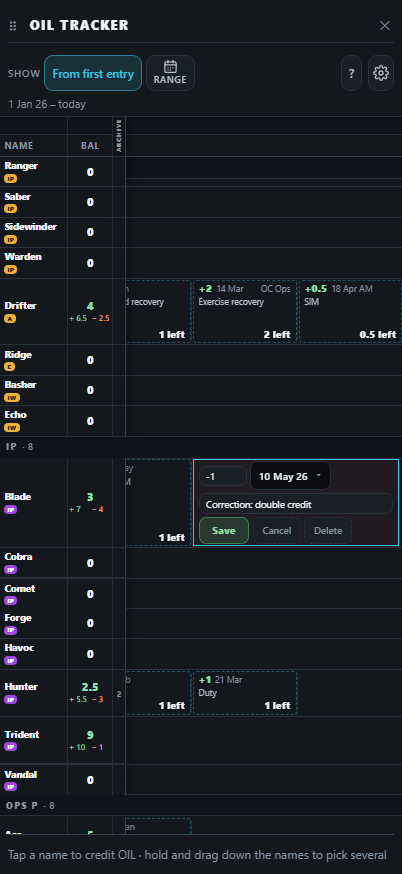 OIL TRACKER
SHOW
From first entry
RANGE
?
1 Jan 26 – today
ARCHIVE
NAME BAL
Ranger 0
IP
Saber 0
IP
Sidewinder 0
IP
Warden 0
IP
+2 14 Mar OC Ops
+0.5 18 Apr AM
d recovery
Exercise recovery
SIM
Drifter 4
A
+ 6.5 − 2.5
1 left
2 left
0.5 left
Ridge 0
C
Basher 0
IW
Echo 0
IW
IP · 8
Blade 3
IP
+ 7 − 4
1 left
-1
10 May 26
Correction: double credit
Save Cancel Delete
Cobra 0
IP
Comet 0
IP
Forge 0
IP
Havoc 0
IP
+1 21 Mar
Duty
Hunter 2.5
IP
+ 5.5 − 3
2
1 left
1 left
Trident 9
IP
+ 10 − 1
Vandal 0
IP
OPS P · 8
Tap a name to credit OIL · hold and drag down the names to pick several